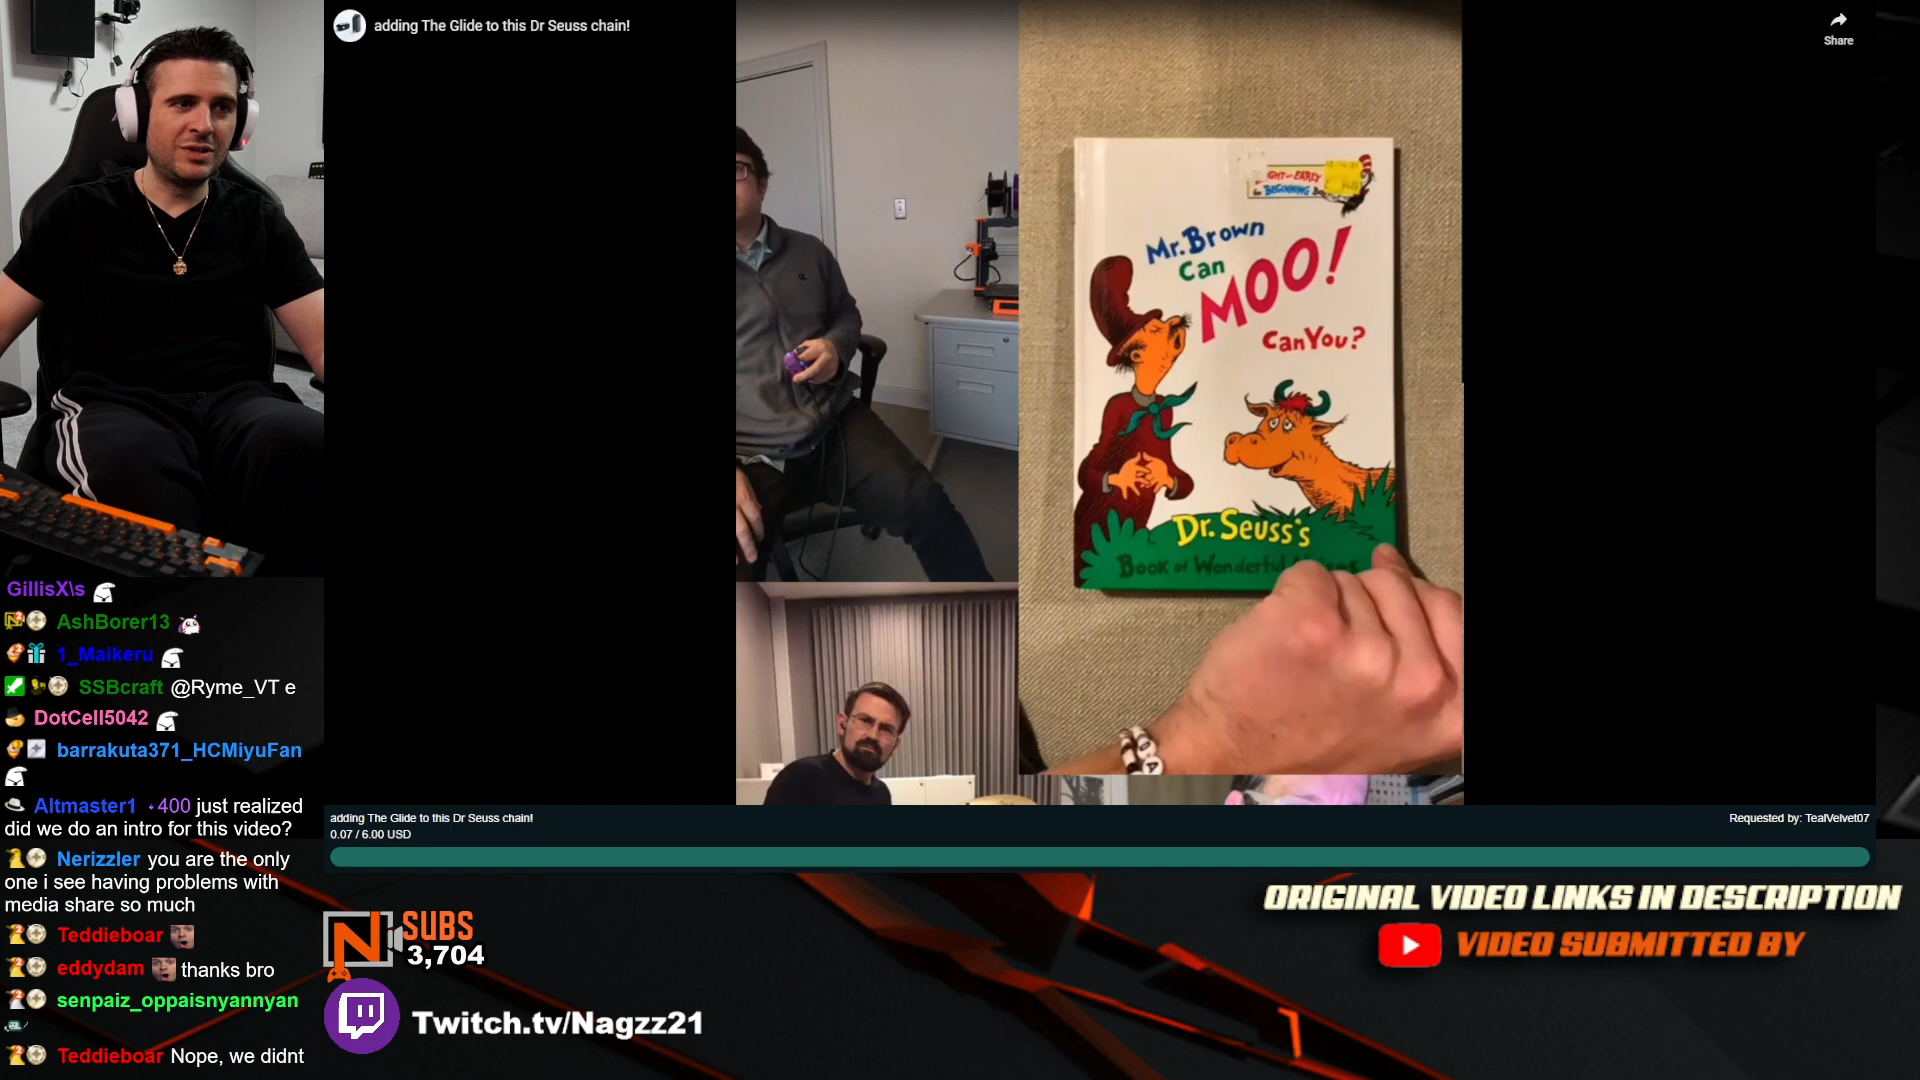 adding The Glide to this Dr Seuss chain!
Share
BEGINNING
Mr. Brown
Can
MOO!
Can You?
Dr. Seuss's
Book of Wonderful
GillisX\s
AshBorer13
1_Maikeru
SSBcraft @Ryme_VT e
DotCell5042
barrakuta371_HCMiyuFan
Altmaster1 400 just realized
did we do an intro for this video?
Nerizzler you are the only
one i see having problems with
media share so much
Teddieboar
eddydam thanks bro
senpaiz_oppaisnyannyan
Teddieboar Nope, we didnt
adding The Glide to this Dr Seuss chain!
0.07 / 6.00 USD
Requested by: TealVelvet07
N SUBS
3,704
Twitch.tv/Nagzz21
ORIGINAL VIDEO LINKS IN DESCRIPTION
VIDEO SUBMITTED BY